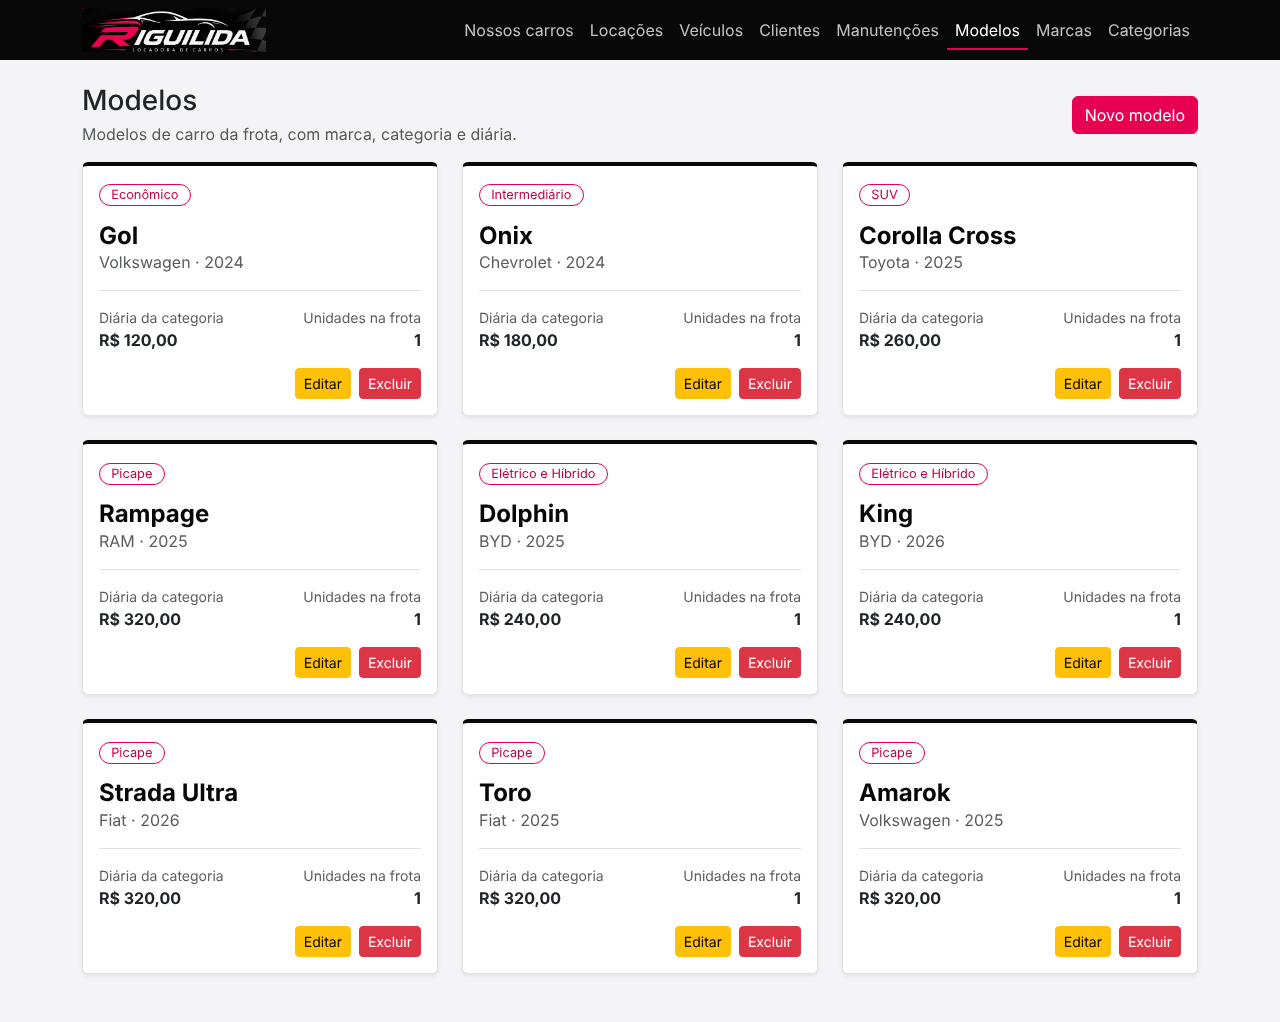 RIGUILIDA
LOCADORA DE CARROS
Nossos carros Locações Veículos Clientes Manutenções Modelos Marcas Categorias
Modelos
Modelos de carro da frota, com marca, categoria e diária.
Novo modelo
Econômico
Gol
Volkswagen · 2024
Diária da categoria Unidades na frota
R$ 120,00 1
Editar Excluir
Intermediário
Onix
Chevrolet · 2024
Diária da categoria Unidades na frota
R$ 180,00 1
Editar Excluir
SUV
Corolla Cross
Toyota · 2025
Diária da categoria Unidades na frota
R$ 260,00 1
Editar Excluir
Picape
Rampage
RAM · 2025
Diária da categoria Unidades na frota
R$ 320,00 1
Editar Excluir
Elétrico e Híbrido
Dolphin
BYD · 2025
Diária da categoria Unidades na frota
R$ 240,00 1
Editar Excluir
Elétrico e Híbrido
King
BYD · 2026
Diária da categoria Unidades na frota
R$ 240,00 1
Editar Excluir
Picape
Strada Ultra
Fiat · 2026
Diária da categoria Unidades na frota
R$ 320,00 1
Editar Excluir
Picape
Toro
Fiat · 2025
Diária da categoria Unidades na frota
R$ 320,00 1
Editar Excluir
Picape
Amarok
Volkswagen · 2025
Diária da categoria Unidades na frota
R$ 320,00 1
Editar Excluir